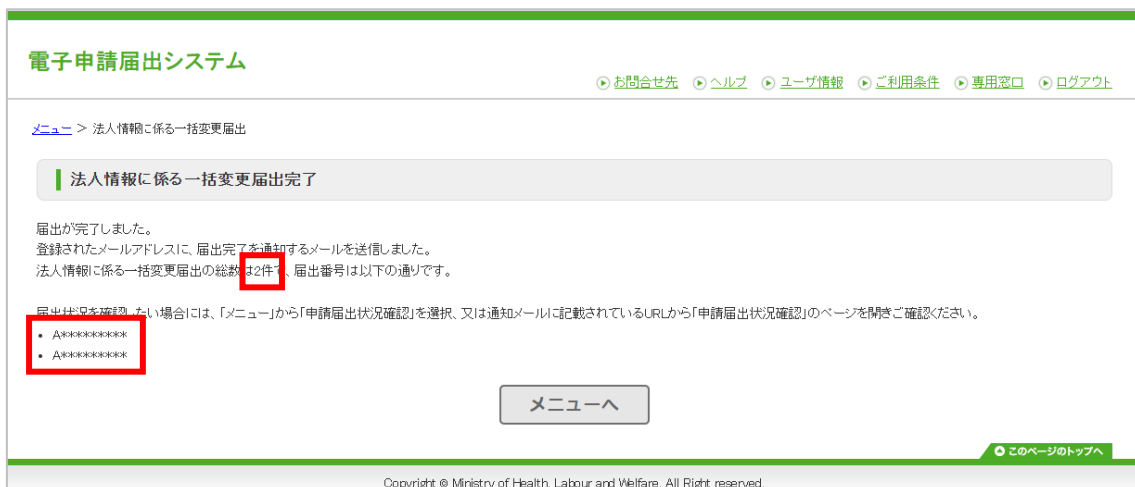 電子申請届出システム
お問合せ先 ヘルプ ユーザ情報 ご利用条件 専用窓口 ログアウト
メニュー > 法人情報に係る一括変更届出
法人情報に係る一括変更届出完了
届出が完了しました。
登録されたメールアドレスに、届出完了を通知するメールを送信しました。
法人情報に係る一括変更届出の総数は2件で、届出番号は以下の通りです。
届出状況を確認したい場合には、「メニュー」から「申請届出状況確認」を選択、又は通知メールに記載されているURLから「申請届出状況確認」のページを開きご確認ください。
• A**********
• A**********
メニューへ
このページのトップへ
Copyright © Ministry of Health, Labour and Welfare, All Right reserved.